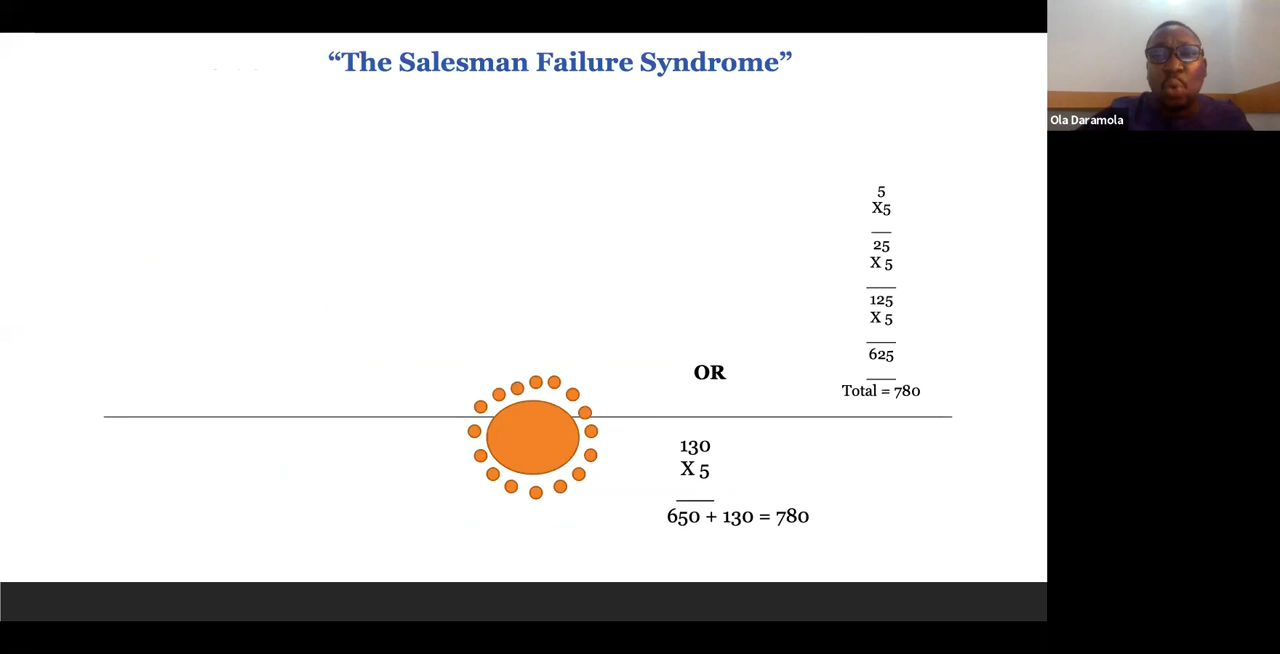 “The Salesman Failure Syndrome”
Ola Daramola
5
X5
25
X 5
125
X 5
625
Total = 780
OR
130
X 5
650 + 130 = 780